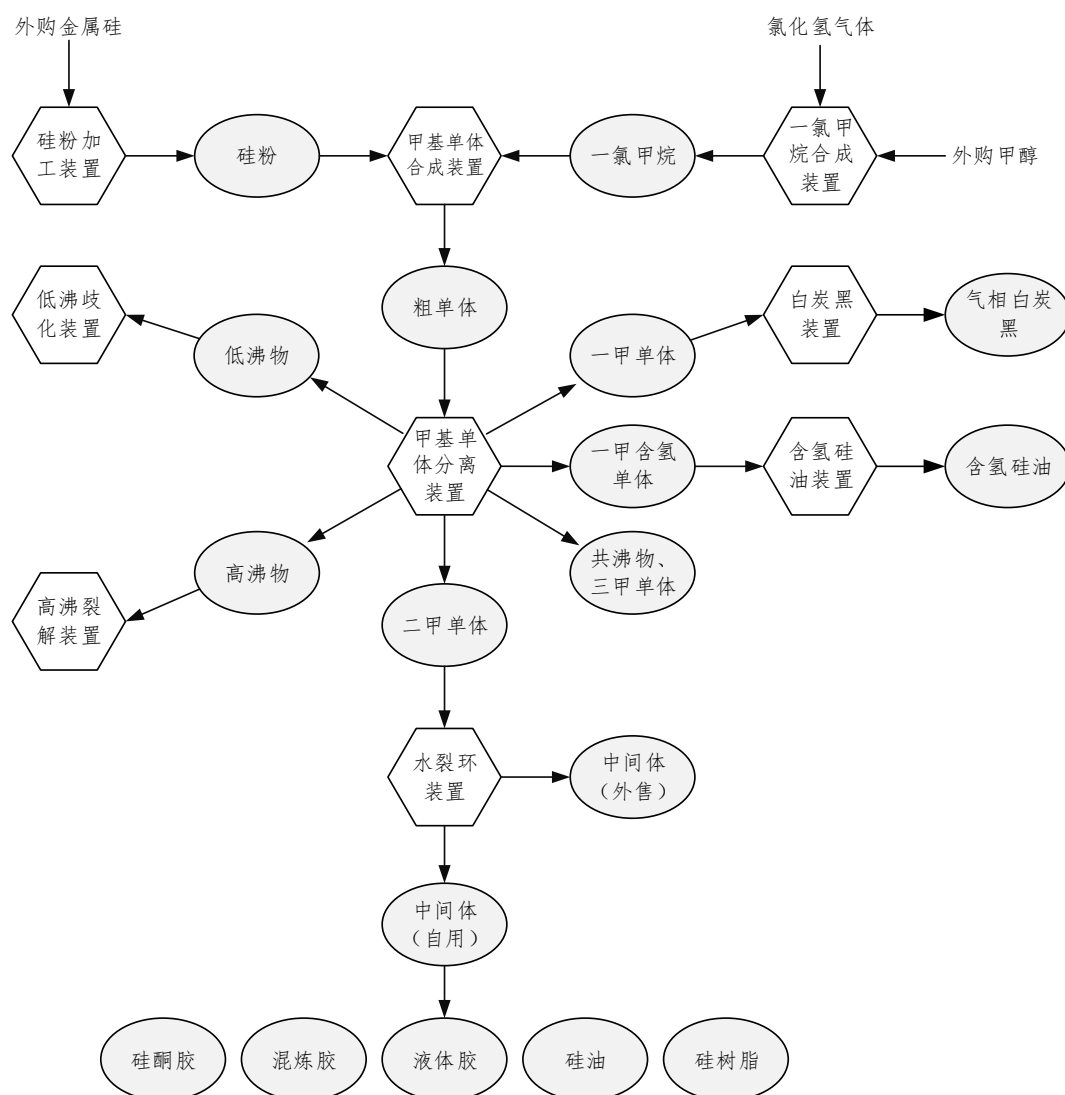 外购金属硅
氯化氢气体
硅粉加
工装置
硅粉
甲基单体
合成装置
一氯甲烷
一氯甲
烷合成
装置
外购甲醇
低沸歧
化装置
低沸物
粗单体
一甲单体
白炭黑
装置
气相白炭
黑
甲基单
体分离
装置
一甲含氢
单体
含氢硅
油装置
含氢硅油
高沸裂
解装置
高沸物
共沸物、
三甲单体
二甲单体
水裂环
装置
中间体
（外售）
中间体
（自用）
硅酮胶
混炼胶
液体胶
硅油
硅树脂